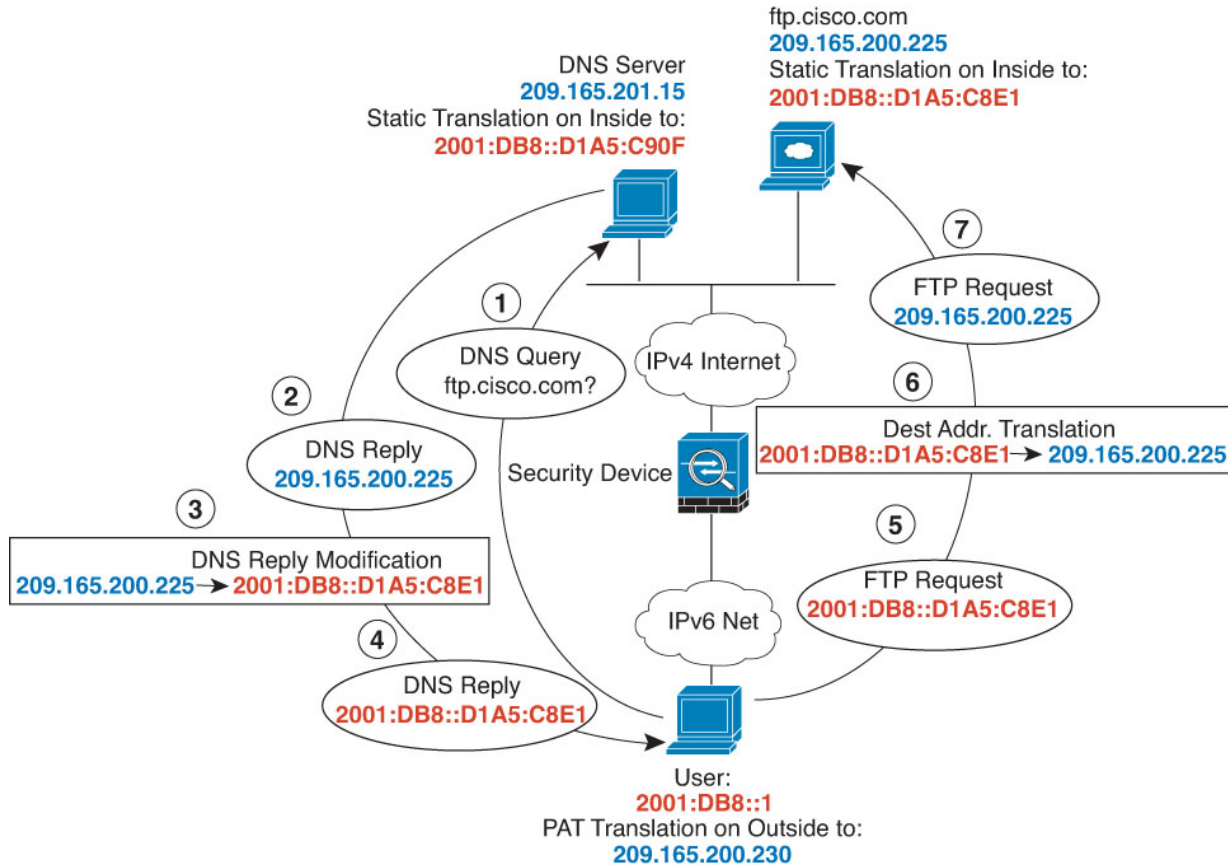 ftp.cisco.com
209.165.200.225
Static Translation on Inside to:
2001:DB8::D1A5:C8E1
DNS Server
209.165.201.15
Static Translation on Inside to:
2001:DB8::D1A5:C90F
7
FTP Request
209.165.200.225
1
DNS Query
ftp.cisco.com?
IPv4 Internet
2
DNS Reply
209.165.200.225
6
Dest Addr. Translation
2001:DB8::D1A5:C8E1 → 209.165.200.225
Security Device
3
DNS Reply Modification
209.165.200.225 → 2001:DB8::D1A5:C8E1
5
FTP Request
2001:DB8::D1A5:C8E1
IPv6 Net
4
DNS Reply
2001:DB8::D1A5:C8E1
User:
2001:DB8::1
PAT Translation on Outside to:
209.165.200.230